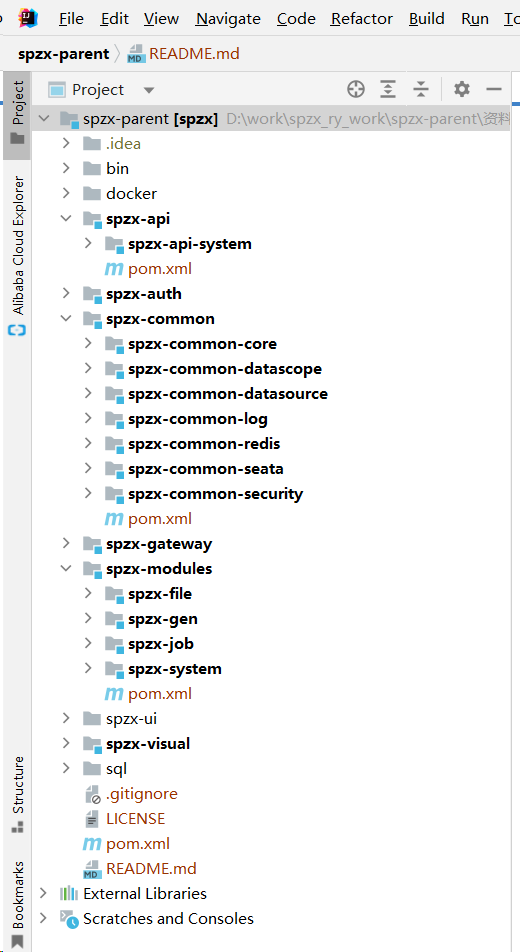 File Edit View Navigate Code Refactor Build Run
spzx-parent README.md
Project
Project
spzx-parent [spzx] D:\work\spzx_ry_work\spzx-parent\资料
.idea
bin
docker
spzx-api
spzx-api-system
pom.xml
Alibaba Cloud Explorer
spzx-auth
spzx-common
spzx-common-core
spzx-common-datascope
spzx-common-datasource
spzx-common-log
spzx-common-redis
spzx-common-seata
spzx-common-security
pom.xml
spzx-gateway
spzx-modules
spzx-file
spzx-gen
spzx-job
spzx-system
pom.xml
spzx-ui
spzx-visual
sql
Structure
.gitignore
LICENSE
pom.xml
MD README.md
External Libraries
Bookmarks
Scratches and Consoles